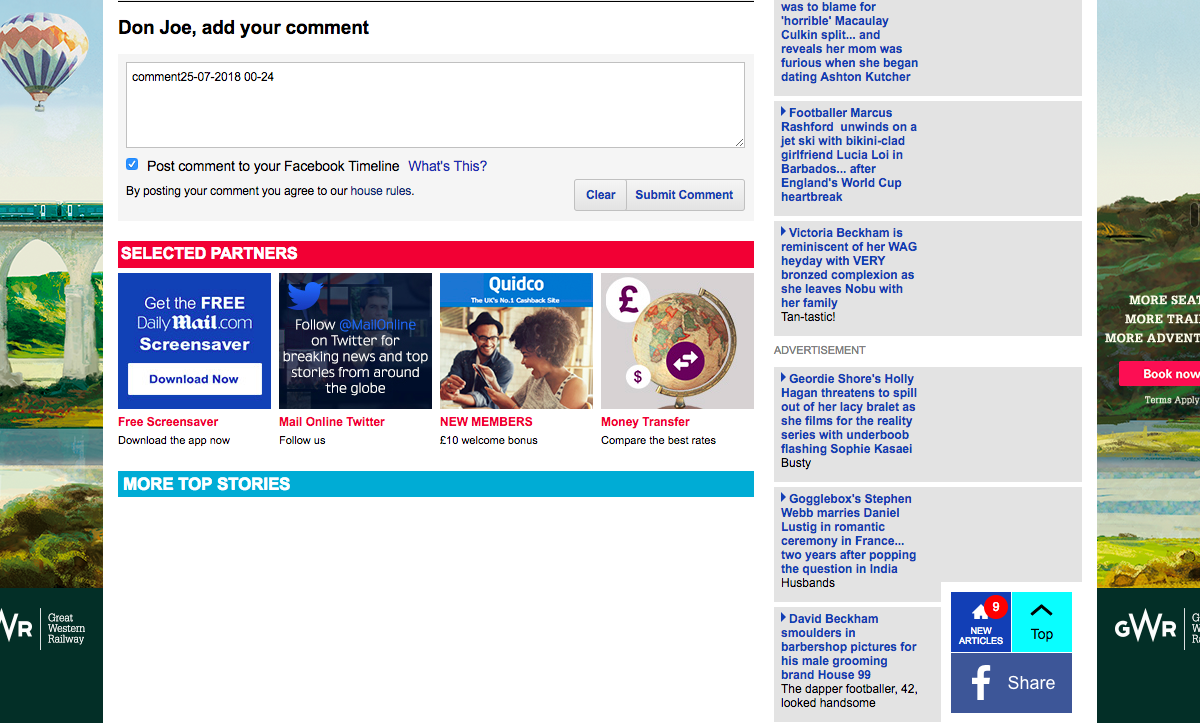 Don Joe, add your comment
comment25-07-2018 00-24
Post comment to your Facebook Timeline What's This?
By posting your comment you agree to our house rules.
Clear
Submit Comment
SELECTED PARTNERS
Get the FREE
DailyMail.com
Screensaver
Download Now
Free Screensaver
Download the app now
Follow @MailOnline
on Twitter for
breaking news and top
stories from around
the globe
Mail Online Twitter
Follow us
Quidco
The UK's No.1 Cashback Site
NEW MEMBERS
£10 welcome bonus
£
$
Money Transfer
Compare the best rates
MORE TOP STORIES
was to blame for
'horrible' Macaulay
Culkin split... and
reveals her mom was
furious when she began
dating Ashton Kutcher
Footballer Marcus
Rashford unwinds on a
jet ski with bikini-clad
girlfriend Lucia Loi in
Barbados... after
England's World Cup
heartbreak
Victoria Beckham is
reminiscent of her WAG
heyday with VERY
bronzed complexion as
she leaves Nobu with
her family
Tan-tastic!
ADVERTISEMENT
Geordie Shore's Holly
Hagan threatens to spill
out of her lacy bralet as
she films for the reality
series with underboob
flashing Sophie Kasaei
Busty
Gogglebox's Stephen
Webb marries Daniel
Lustig in romantic
ceremony in France...
two years after popping
the question in India
Husbands
David Beckham
smoulders in
barbershop pictures for
his male grooming
brand House 99
The dapper footballer, 42,
looked handsome
9
NEW
ARTICLES
Top
f Share
WR
Great
Western
Railway
MORE SEAT
MORE TRAI
MORE ADVENT
Book now
Terms Apply
GWR